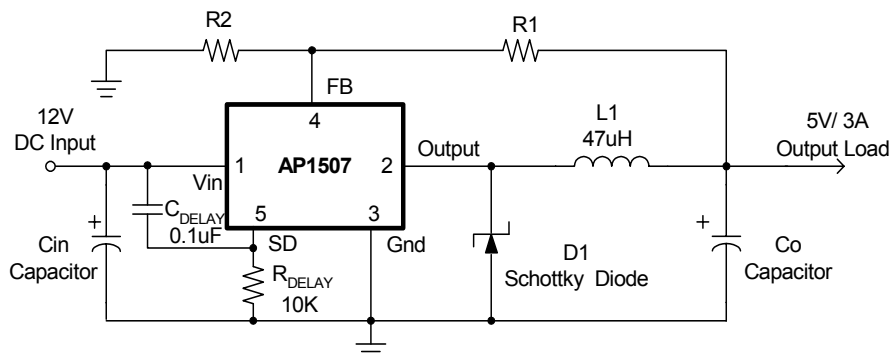 R2
R1
FB
4
12V
DC Input
L1
47uH
5V/ 3A
Output Load
Vin
1
AP1507
2
Output
CDELAY
0.1uF
5
SD
3
Gnd
+
Cin
Capacitor
RDELAY
10K
D1
Schottky Diode
+
Co
Capacitor